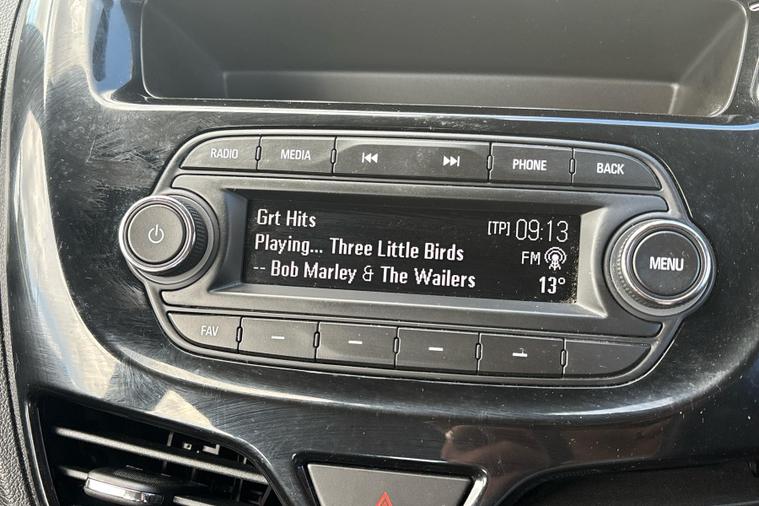 RADIO MEDIA PHONE BACK
Grt Hits [TP] 09:13
Playing... Three Little Birds FM
-- Bob Marley & The Wailers 13°
MENU
FAV